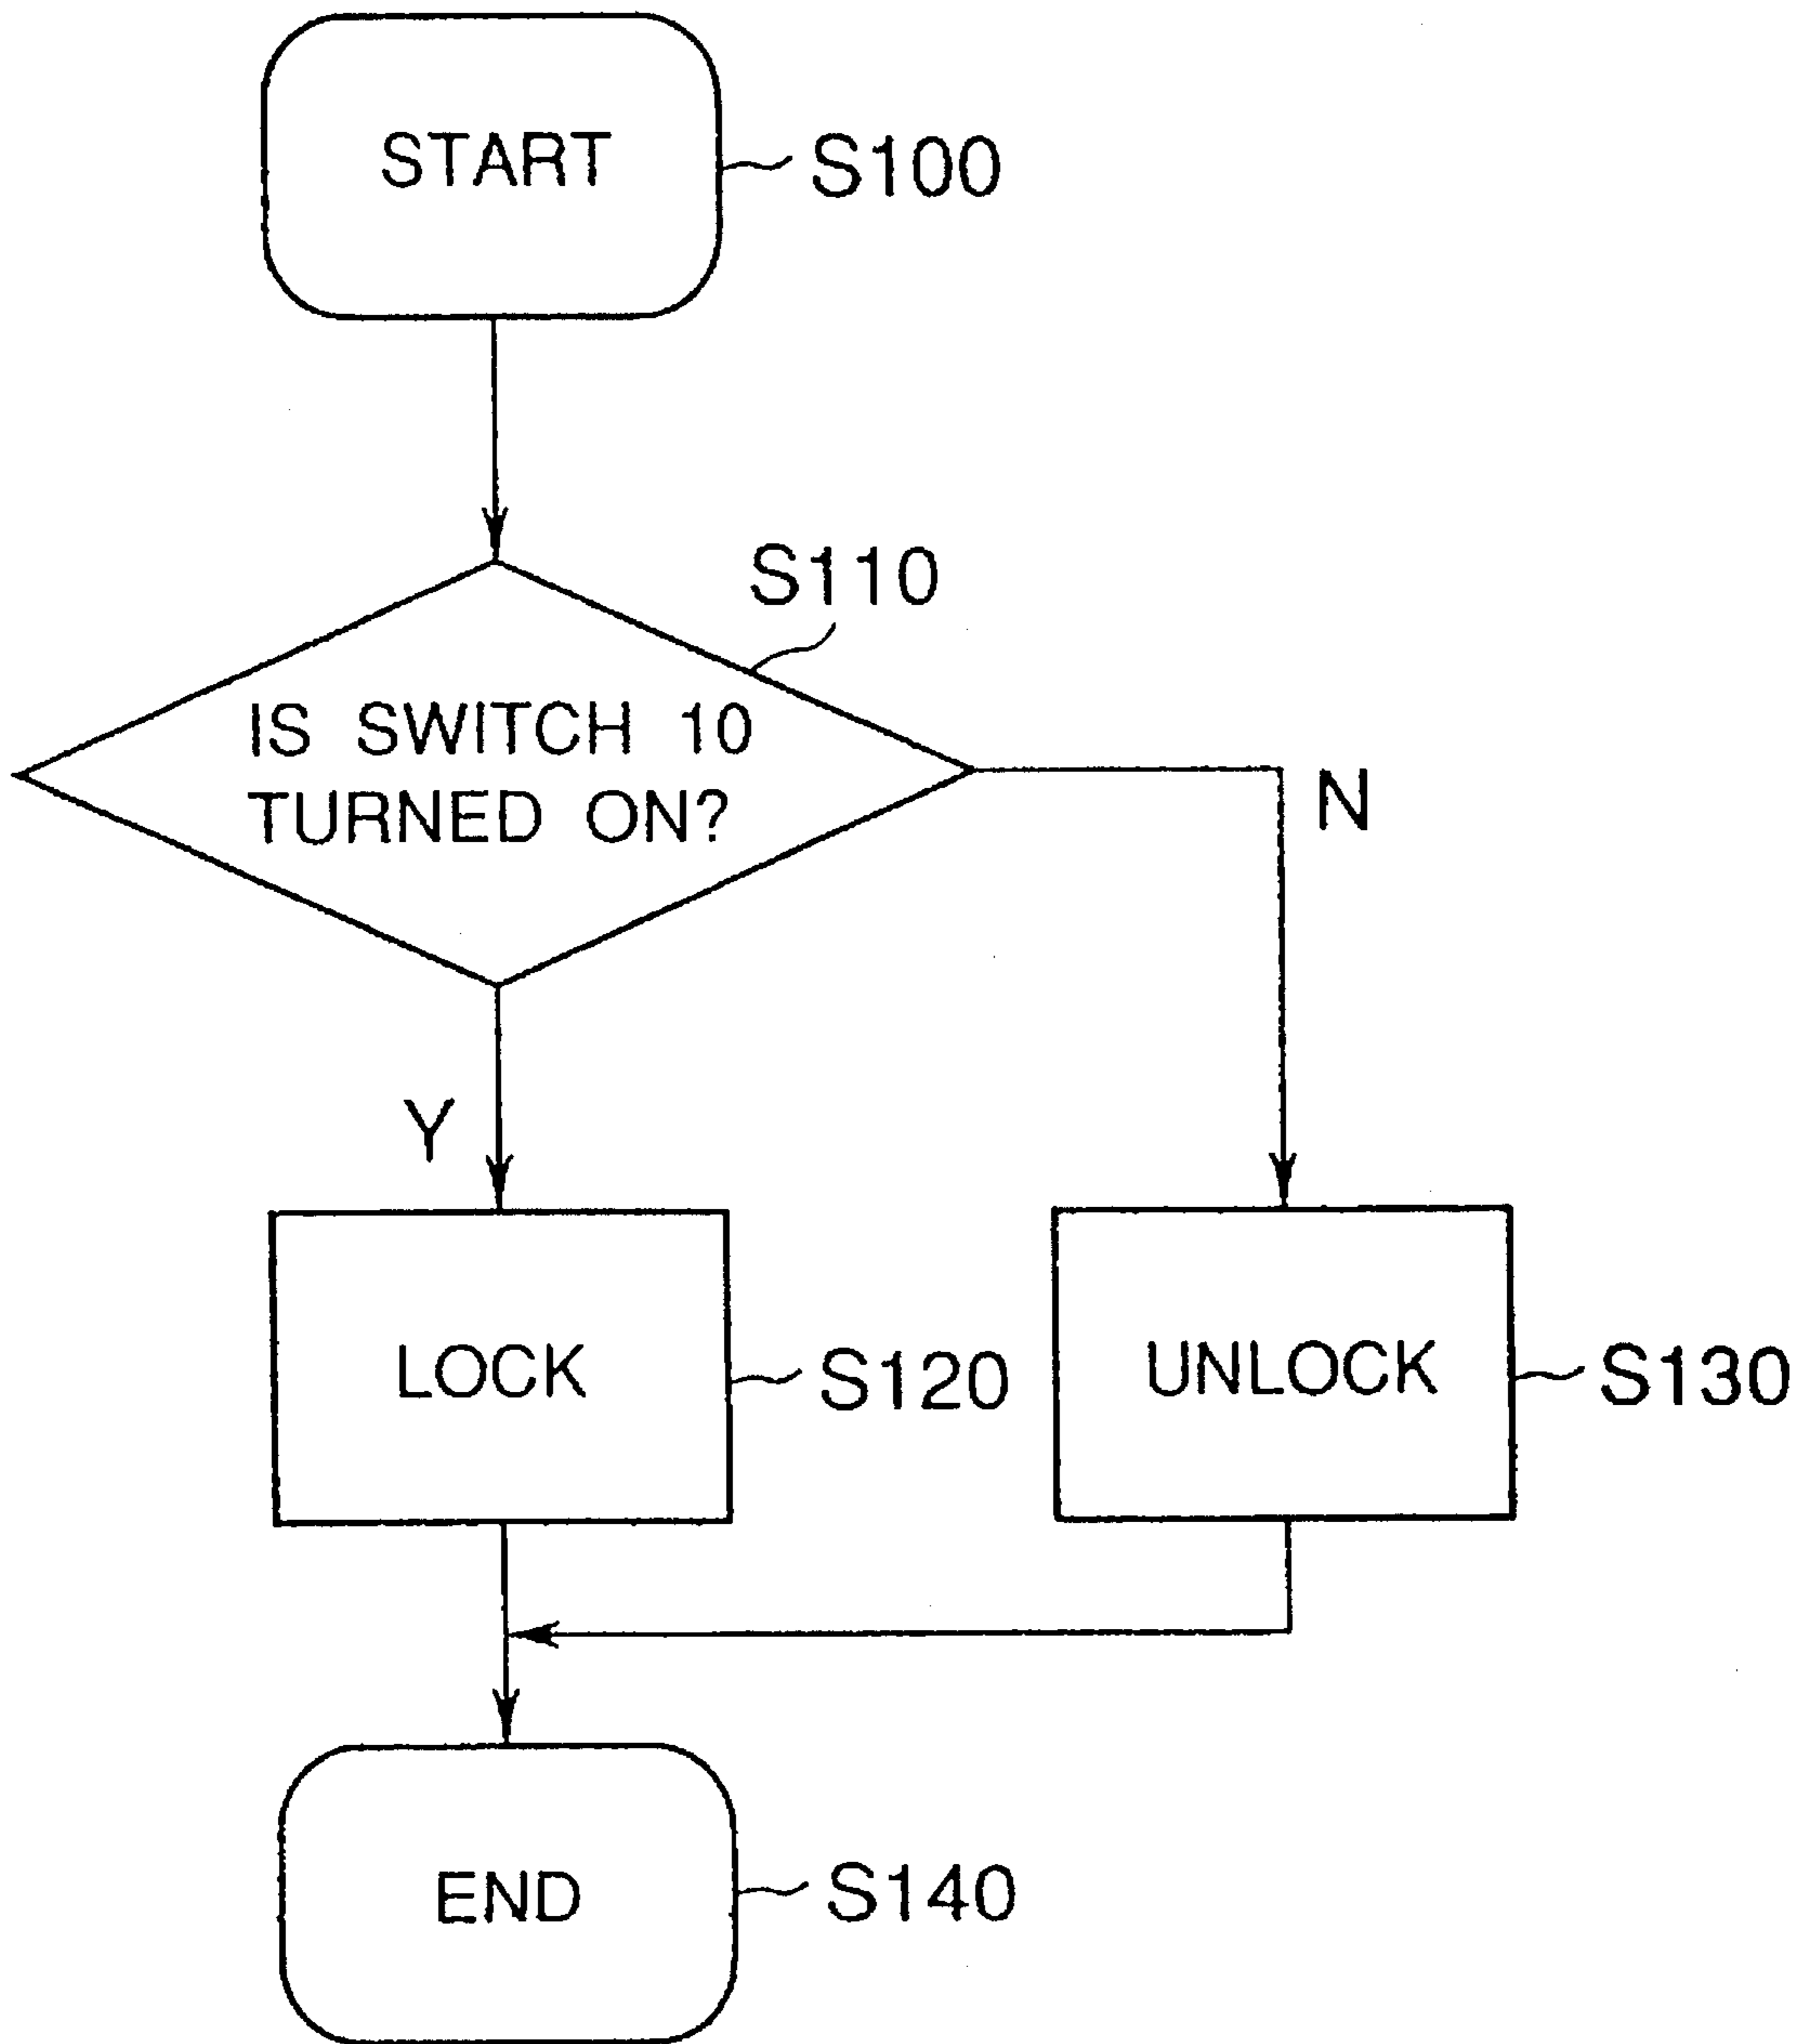 START
S100
S110
IS SWITCH 10
TURNED ON?
N
Y
LOCK
S120
UNLOCK
S130
END
S140